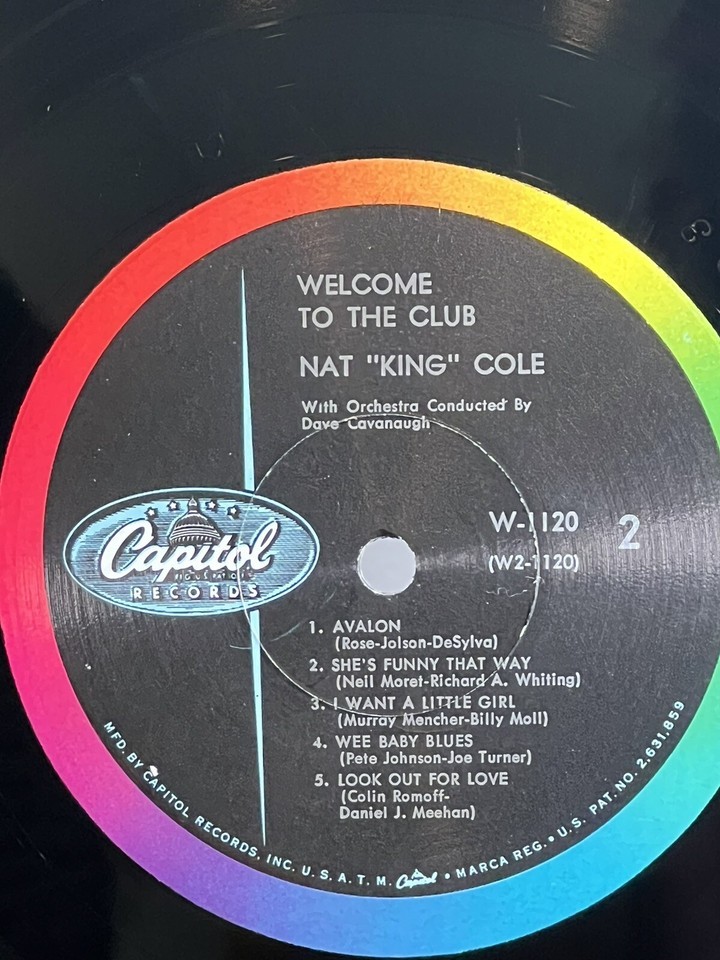 WELCOME
TO THE CLUB
NAT "KING" COLE
With Orchestra Conducted By
Dave Cavanaugh
Capitol
RECORDS
W-1120
2
(W2-1120)
1. AVALON
(Rose-Jolson-DeSylva)
2. SHE'S FUNNY THAT WAY
(Neil Moret-Richard A. Whiting)
3. I WANT A LITTLE GIRL
(Murray Mencher-Billy Moll)
4. WEE BABY BLUES
(Pete Johnson-Joe Turner)
5. LOOK OUT FOR LOVE
(Colin Romoff-
Daniel J. Meehan)
MFD. BY CAPITOL RECORDS, INC. U. S. A. T. M. Capitol • MARCA REG. • U. S. PAT. NO. 2,631,859